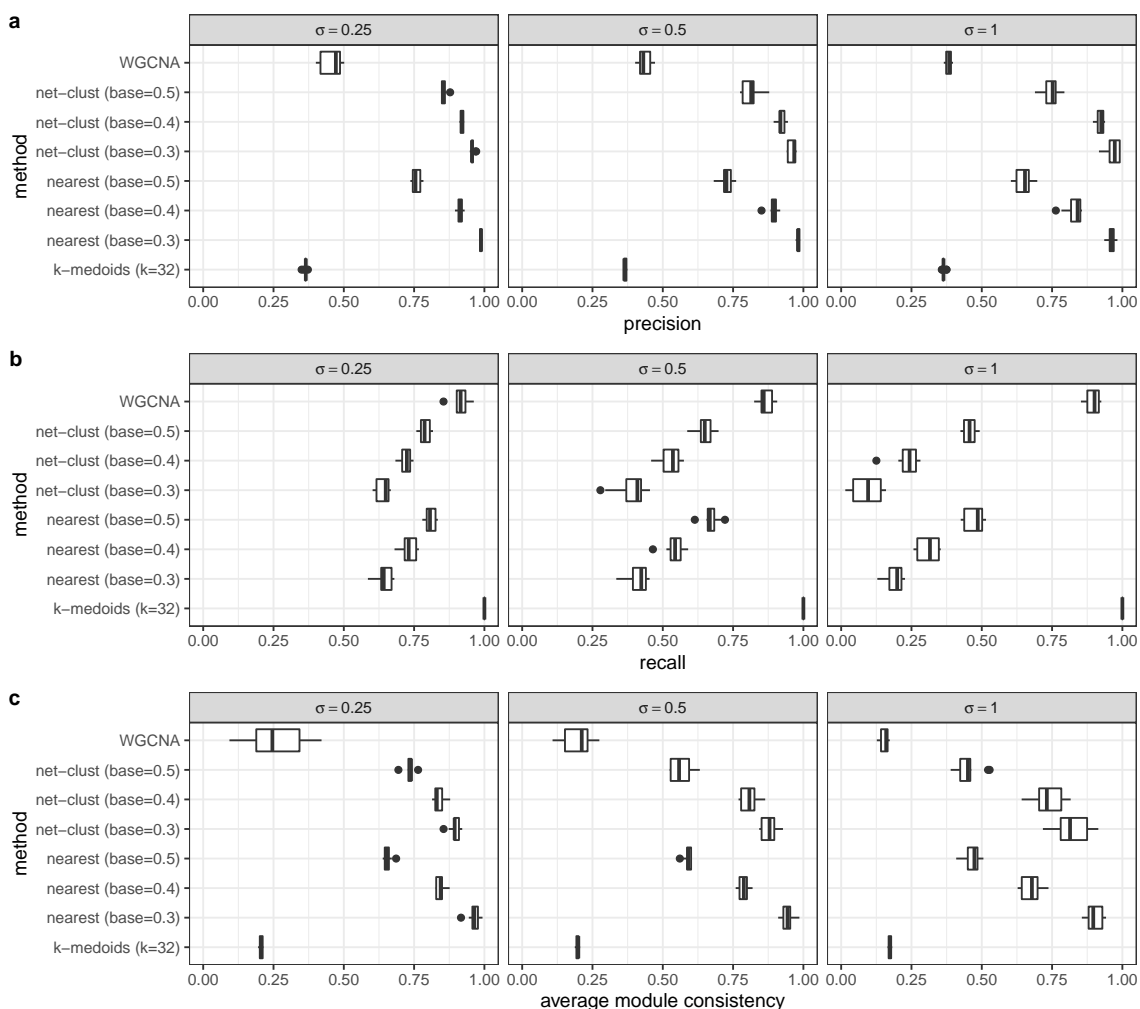 a
σ = 0.25 σ = 0.5 σ = 1
WGCNA
net−clust (base=0.5)
net−clust (base=0.4)
net−clust (base=0.3)
nearest (base=0.5)
nearest (base=0.4)
nearest (base=0.3)
k−medoids (k=32)
method
0.00 0.25 0.50 0.75 1.00 0.00 0.25 0.50 0.75 1.00 0.00 0.25 0.50 0.75 1.00
precision
b
σ = 0.25 σ = 0.5 σ = 1
WGCNA
net−clust (base=0.5)
net−clust (base=0.4)
net−clust (base=0.3)
nearest (base=0.5)
nearest (base=0.4)
nearest (base=0.3)
k−medoids (k=32)
method
0.00 0.25 0.50 0.75 1.00 0.00 0.25 0.50 0.75 1.00 0.00 0.25 0.50 0.75 1.00
recall
c
σ = 0.25 σ = 0.5 σ = 1
WGCNA
net−clust (base=0.5)
net−clust (base=0.4)
net−clust (base=0.3)
nearest (base=0.5)
nearest (base=0.4)
nearest (base=0.3)
k−medoids (k=32)
method
0.00 0.25 0.50 0.75 1.00 0.00 0.25 0.50 0.75 1.00 0.00 0.25 0.50 0.75 1.00
average module consistency